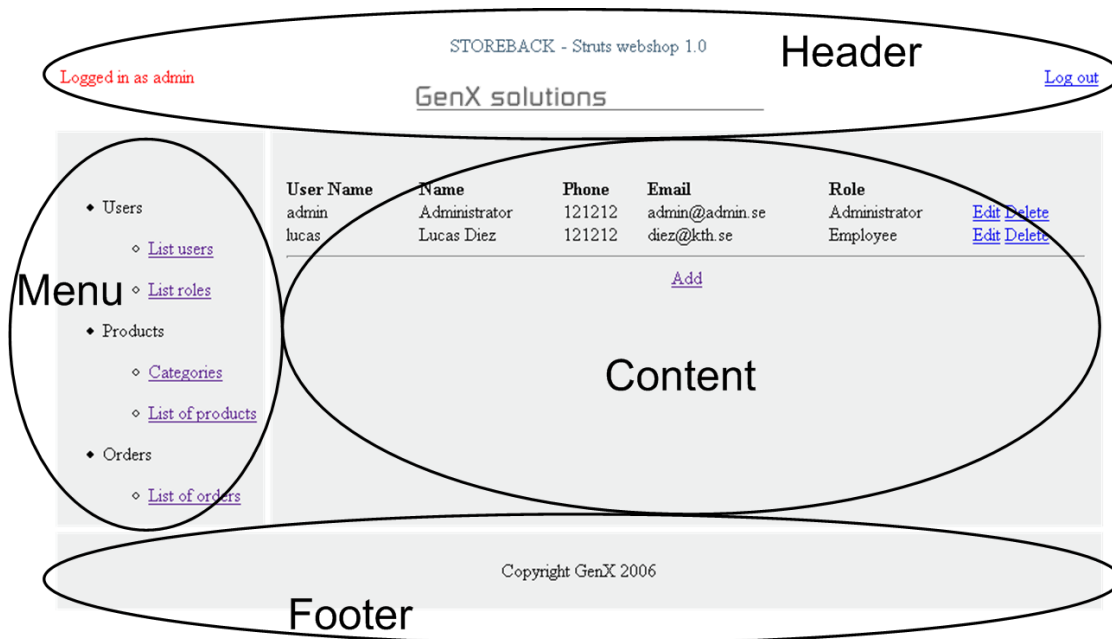 STOREBACK - Struts webshop 1.0
Header
Logged in as admin
Log out
GenX solutions
Menu
Users
List users
List roles
Products
Categories
List of products
Orders
List of orders
User Name Name Phone Email Role
admin Administrator 121212 admin@admin.se Administrator Edit Delete
lucas Lucas Diez 121212 diez@kth.se Employee Edit Delete
Add
Content
Copyright GenX 2006
Footer